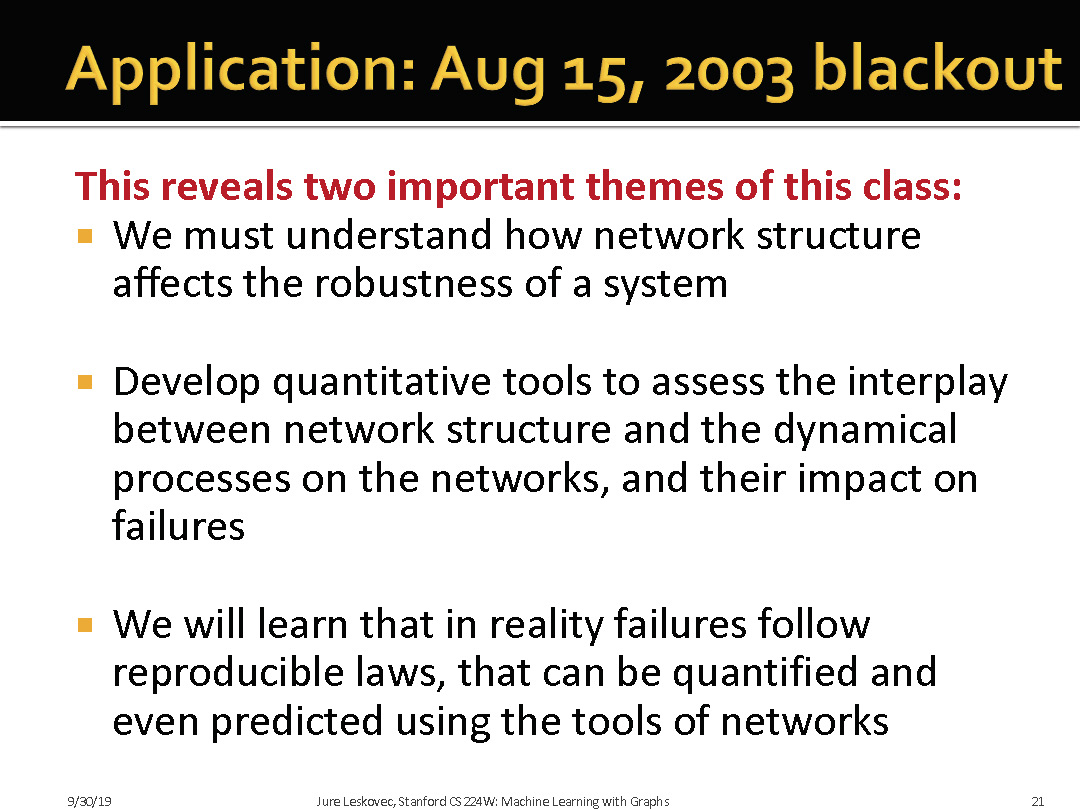 Application: Aug 15, 2003 blackout
This reveals two important themes of this class:
▪ We must understand how network structure
affects the robustness of a system
▪ Develop quantitative tools to assess the interplay
between network structure and the dynamical
processes on the networks, and their impact on
failures
▪ We will learn that in reality failures follow
reproducible laws, that can be quantified and
even predicted using the tools of networks
9/30/19 Jure Leskovec, Stanford CS224W: Machine Learning with Graphs 21